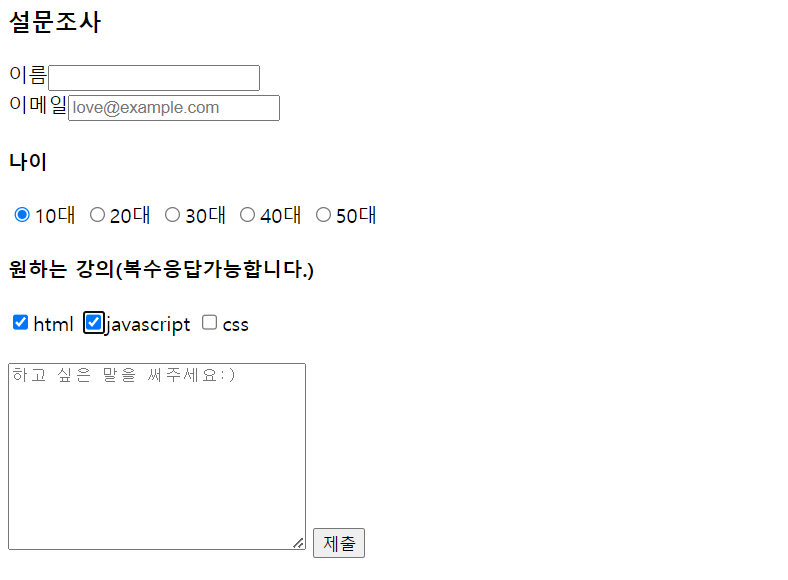 설문조사
이름
이메일 love@example.com
나이
10대 20대 30대 40대 50대
원하는 강의(복수응답가능합니다.)
html javascript css
하고 싶은 말을 써주세요:)
제출